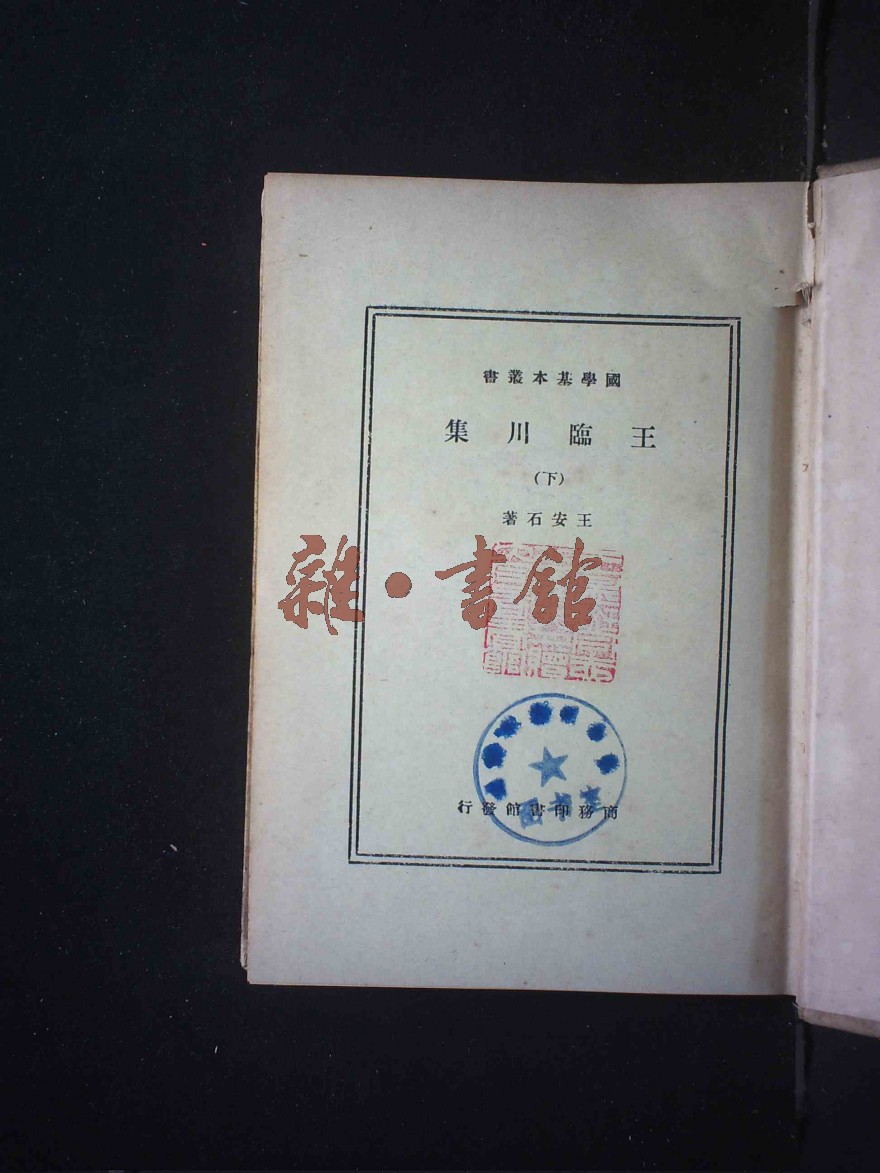 國學基本叢書
王臨川集
(下)
王安石著
雜·書館
商務印書館發行